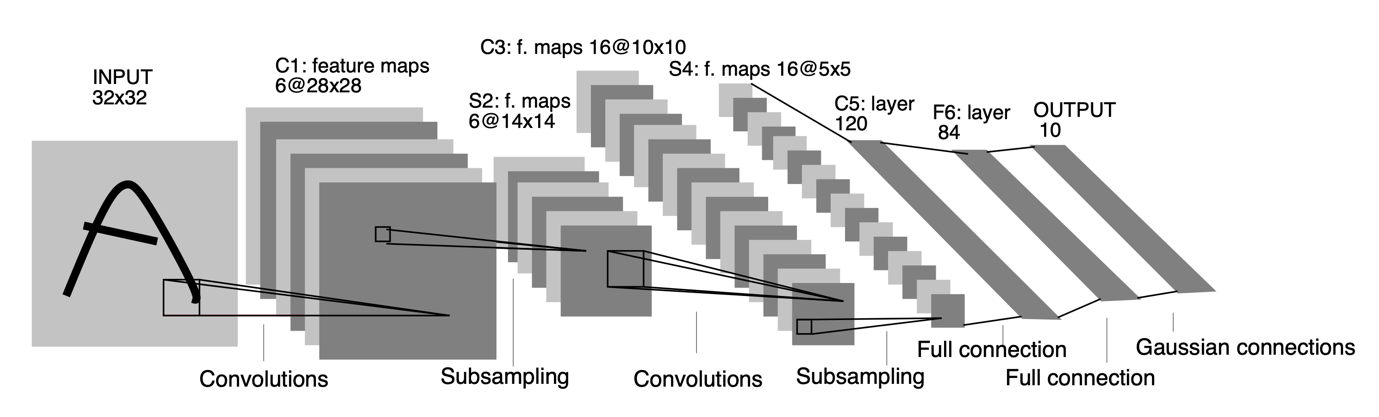 INPUT
32x32
C1: feature maps
6@28x28
S2: f. maps
6@14x14
C3: f. maps 16@10x10
S4: f. maps 16@5x5
C5: layer
120
F6: layer
84
OUTPUT
10
Convolutions
Subsampling
Convolutions
Subsampling
Full connection
Full connection
Gaussian connections